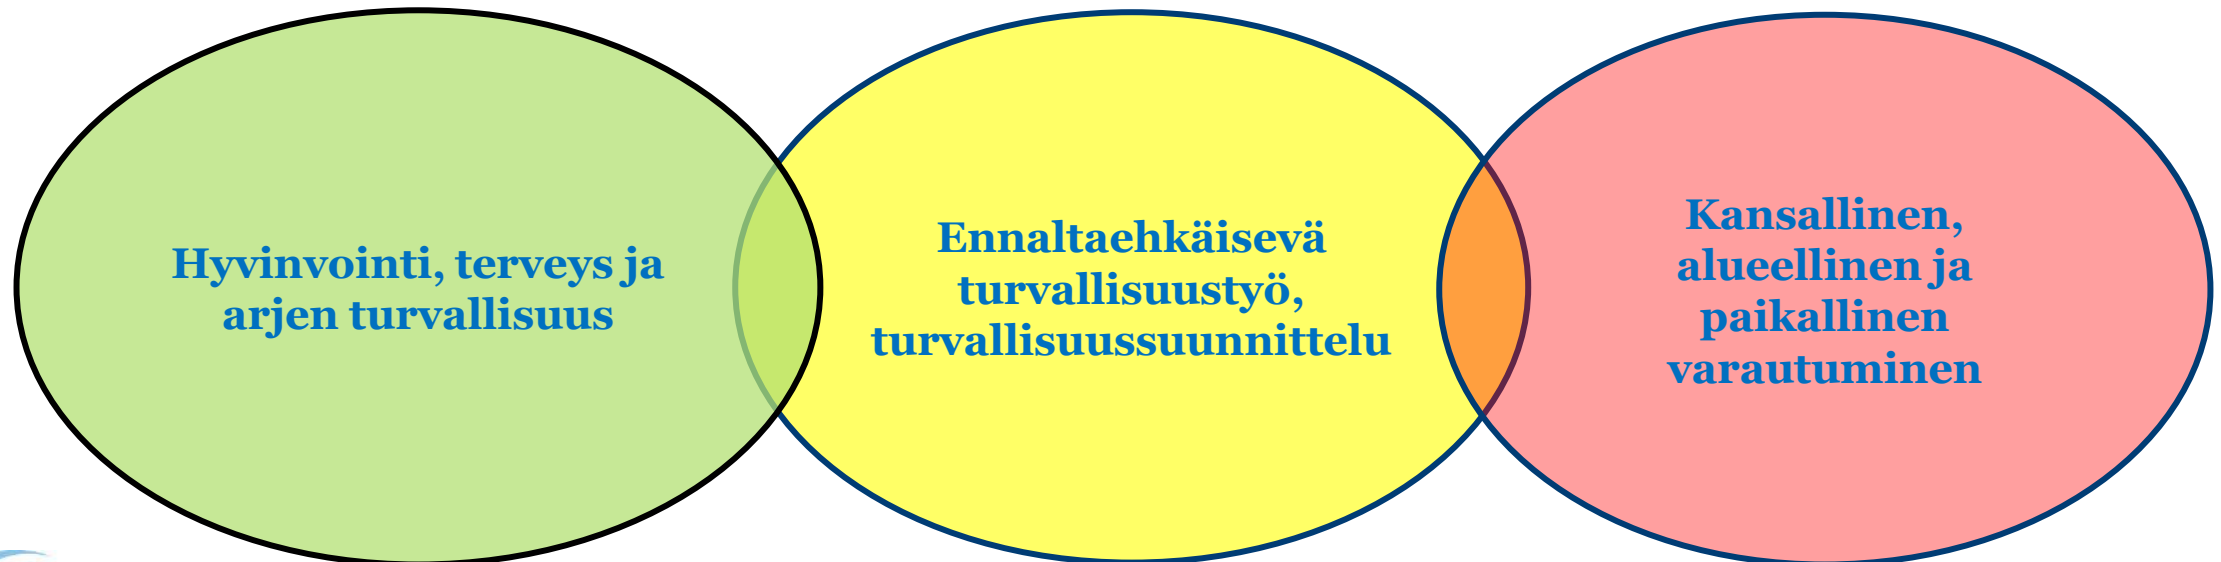 Hyvinvointi, terveys ja
arjen turvallisuus
Ennaltaehkäisevä
turvallisuustyö,
turvallisuussuunnittelu
Kansallinen,
alueellinen ja
paikallinen
varautuminen